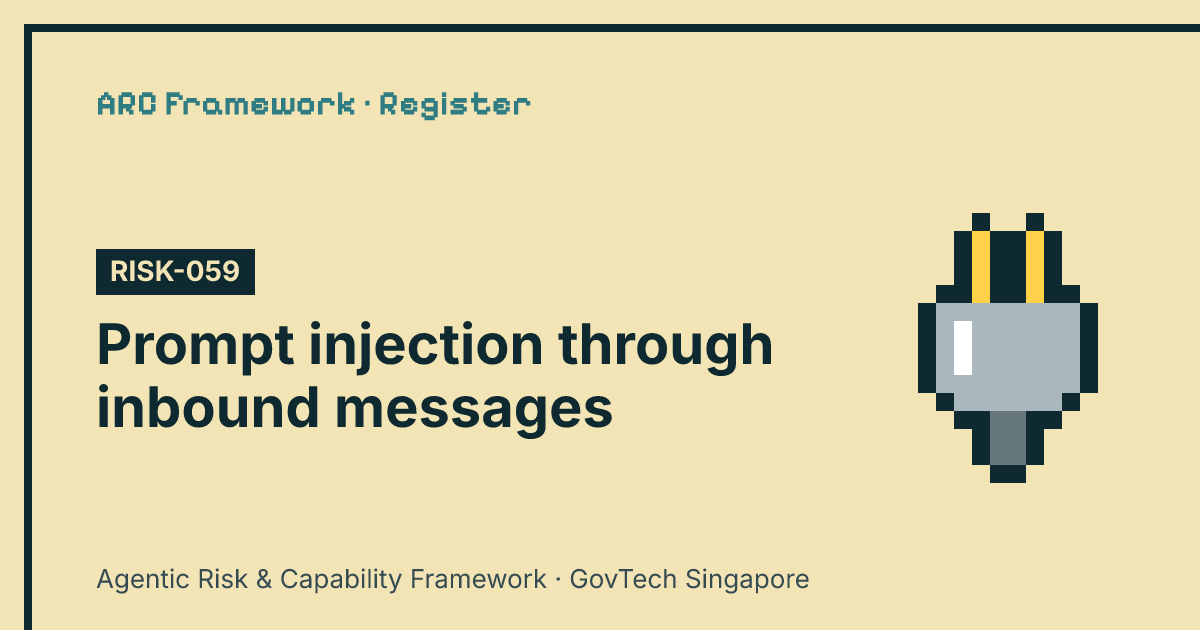 ARC Framework · Register
RISK-059
Prompt injection through
inbound messages
Agentic Risk & Capability Framework · GovTech Singapore